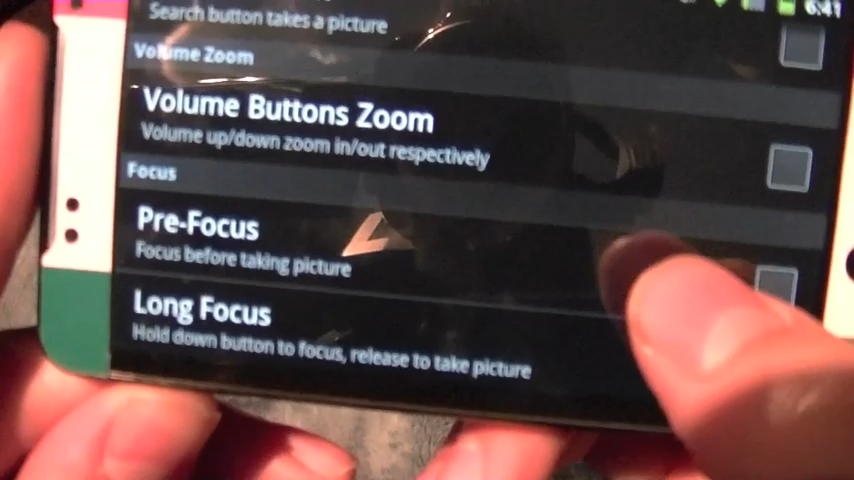 6:41
Search button takes a picture
Volume Zoom
Volume Buttons Zoom
Volume up/down zoom in/out respectively
Focus
Pre-Focus
Focus before taking picture
Long Focus
Hold down button to focus, release to take picture